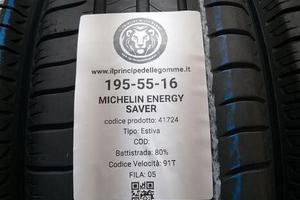 www.ilprincipedellegomme.it
195-55-16
MICHELIN ENERGY
SAVER
codice prodotto: 41724
Tipo: Estiva
COD:
Battistrada: 80%
Codice Velocità: 91T
FILA: 05